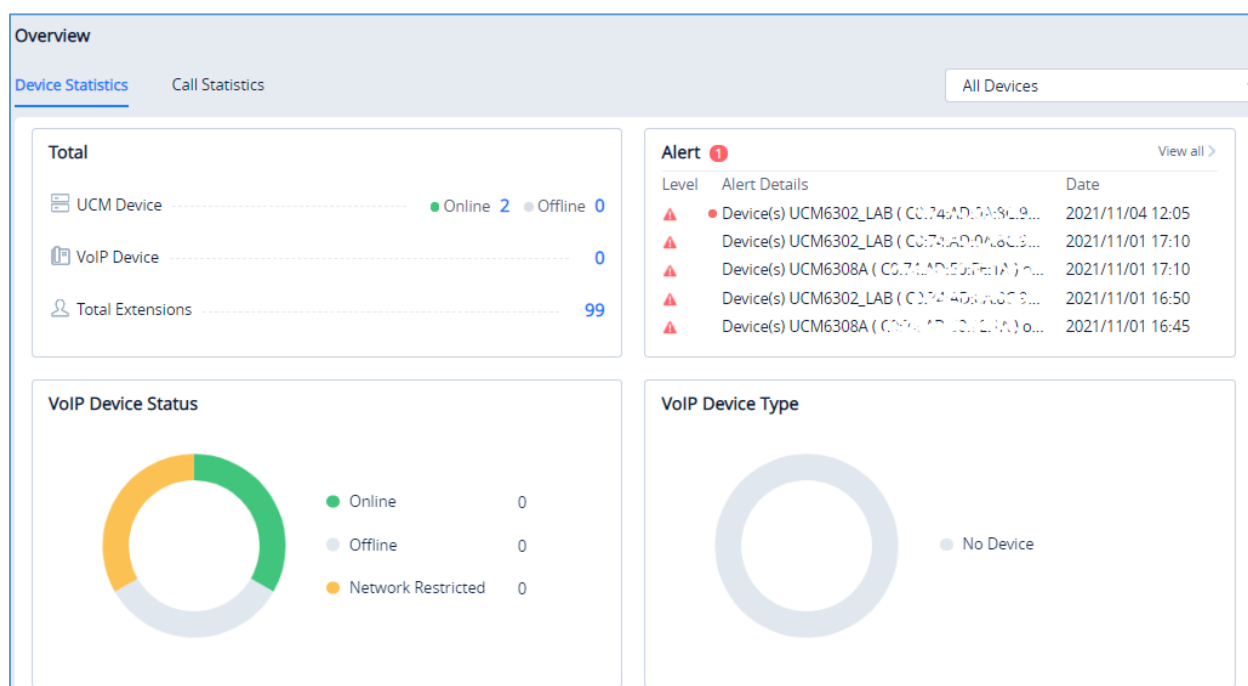 Overview
Device Statistics Call Statistics All Devices
Total
UCM Device Online 2 Offline 0
VoIP Device 0
Total Extensions 99
Alert 1 View all >
Level Alert Details Date
Device(s) UCM6302_LAB ( 2021/11/04 12:05
Device(s) UCM6302_LAB ( 2021/11/01 17:10
Device(s) UCM6308A ( ) o... 2021/11/01 17:10
Device(s) UCM6302_LAB ( 2021/11/01 16:50
Device(s) UCM6308A ( ) o... 2021/11/01 16:45
VoIP Device Status
Online 0
Offline 0
Network Restricted 0
VoIP Device Type
No Device